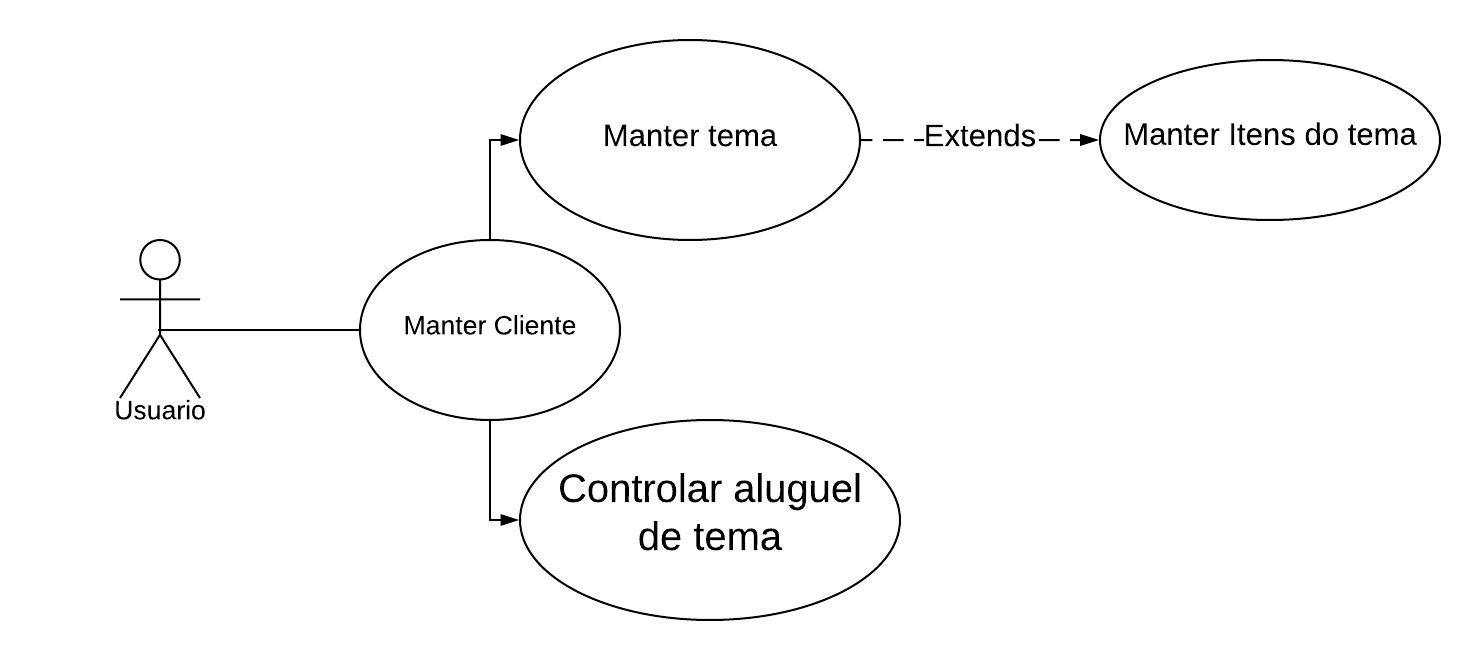 Manter tema
Extends
Manter Itens do tema
Manter Cliente
Usuario
Controlar aluguel
de tema